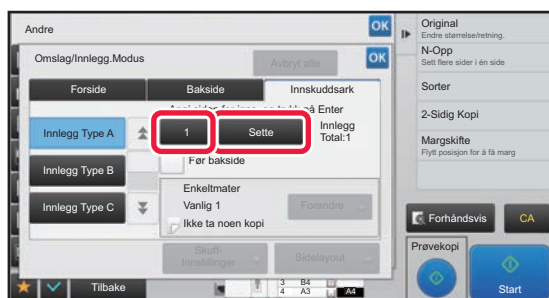 Andre
OK
Omslag/Innlegg.Modus
Avbryt alle
OK
Forside
Bakside
Innskuddsark
Enter
Innlegg Type A
1
Sette
Innlegg
Total:1
Før bakside
Innlegg Type B
Enkeltmater
Vanlig 1
Forandre
Innlegg Type C
Ikke ta noen kopi
Skuff-
Innstillinger
Sidelayout
Tilbake
3 B4
4 A3
A4
Original
Endre størrelse/retning.
N-Opp
Sett flere sider i én side
Sorter
2-Sidig Kopi
Margskifte
Flytt posisjon for å få marg
Forhåndsvis
CA
Prøvekopi
Start